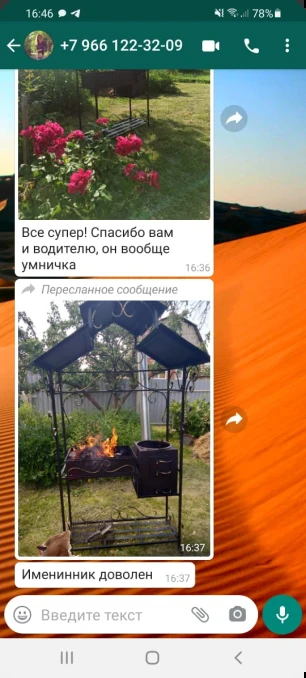 16:46 78%
+7 966 122-32-09
Все супер! Спасибо вам
и водителю, он вообще
умничка
16:36
Пересланное сообщение
16:37
Именинник доволен 16:37
Введите текст